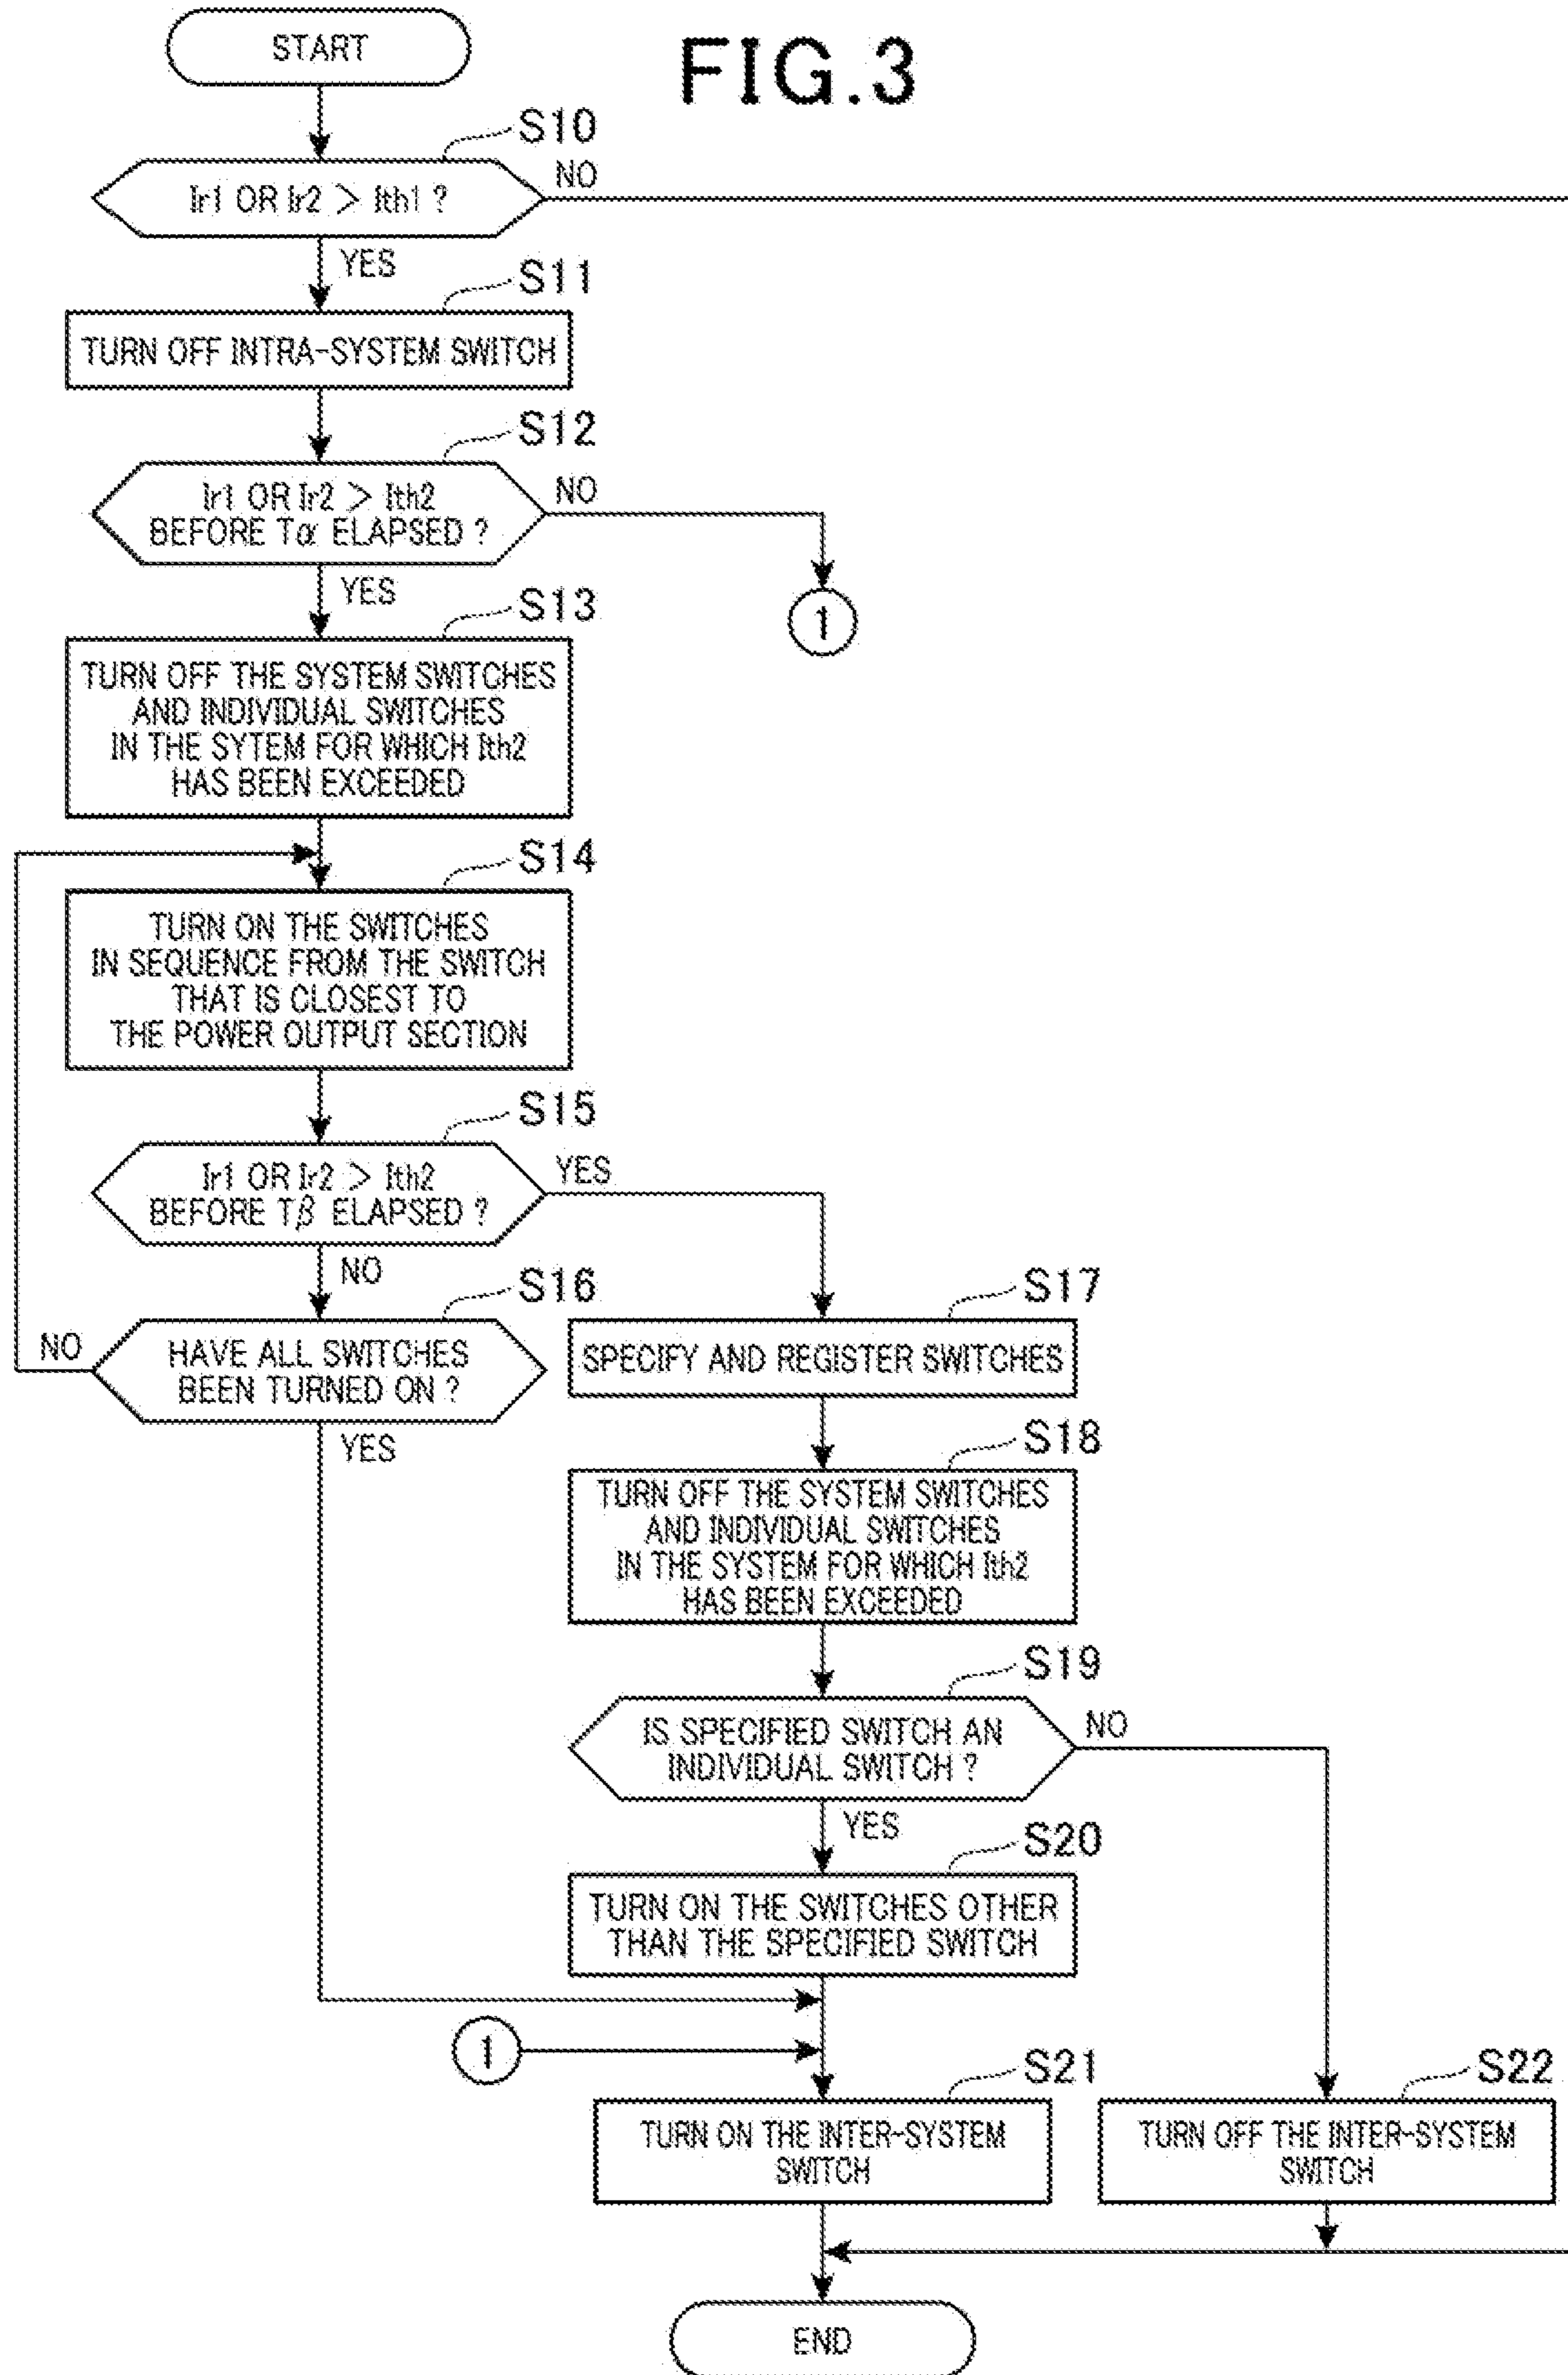 FIG.3
START
S10
Ir1 OR Ir2 > Ith1 ?
NO
YES
S11
TURN OFF INTRA-SYSTEM SWITCH
S12
Ir1 OR Ir2 > Ith2
BEFORE Tα ELAPSED ?
NO
1
YES
S13
TURN OFF THE SYSTEM SWITCHES
AND INDIVIDUAL SWITCHES
IN THE SYTEM FOR WHICH Ith2
HAS BEEN EXCEEDED
S14
TURN ON THE SWITCHES
IN SEQUENCE FROM THE SWITCH
THAT IS CLOSEST TO
THE POWER OUTPUT SECTION
S15
Ir1 OR Ir2 > Ith2
BEFORE Tβ ELAPSED ?
YES
NO
S16
HAVE ALL SWITCHES
BEEN TURNED ON ?
NO
YES
S17
SPECIFY AND REGISTER SWITCHES
S18
TURN OFF THE SYSTEM SWITCHES
AND INDIVIDUAL SWITCHES
IN THE SYSTEM FOR WHICH Ith2
HAS BEEN EXCEEDED
S19
IS SPECIFIED SWITCH AN
INDIVIDUAL SWITCH ?
NO
YES
S20
TURN ON THE SWITCHES OTHER
THAN THE SPECIFIED SWITCH
1
S21
TURN ON THE INTER-SYSTEM
SWITCH
S22
TURN OFF THE INTER-SYSTEM
SWITCH
END